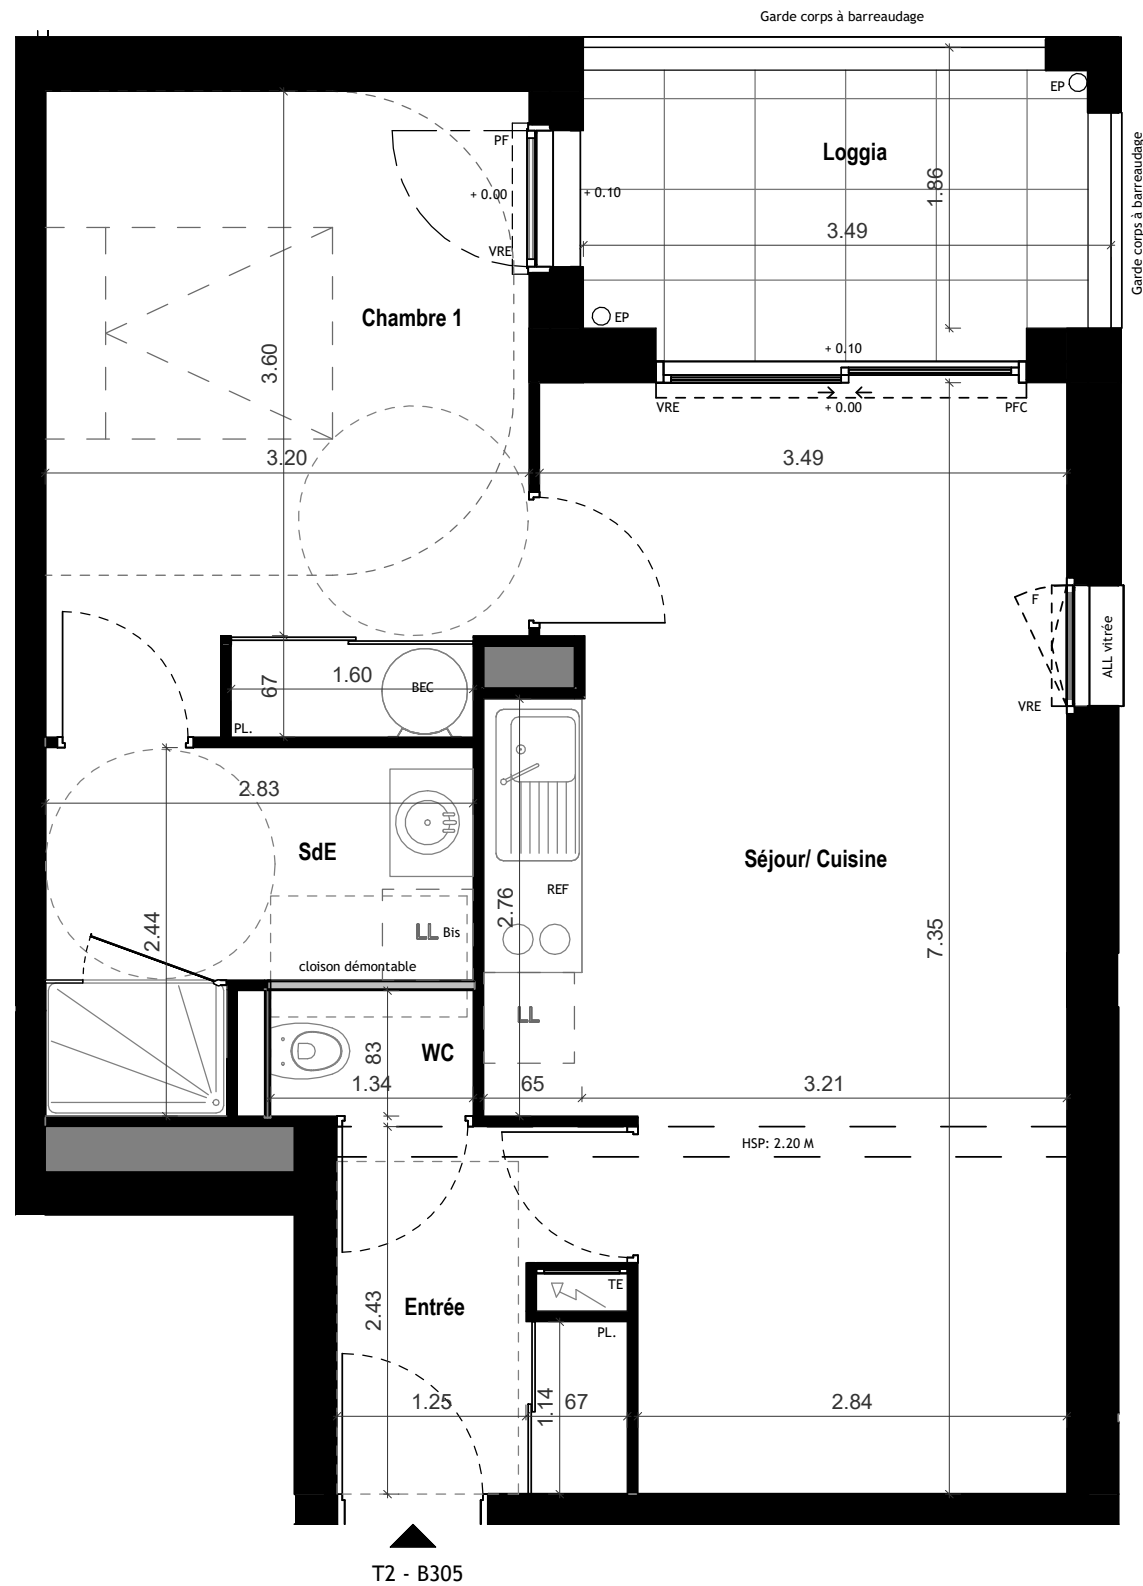 Garde corps à barreaudage
EP
Loggia
Garde corps à barreaudage
PF
+ 0.00
+ 0.10
1.86
3.49
VRE
EP
Chambre 1
+ 0.10
3.60
VRE
+ 0.00
PFC
3.20
3.49
F
ALL vitrée
VRE
67
1.60
BEC
PL.
2.83
SdE
Séjour/ Cuisine
REF
2.76
2.44
LL Bis
7.35
cloison démontable
LL
WC
83
1.34
65
3.21
HSP: 2.20 M
TE
2.43
Entrée
PL.
1.25
1.14
67
2.84
T2 - B305